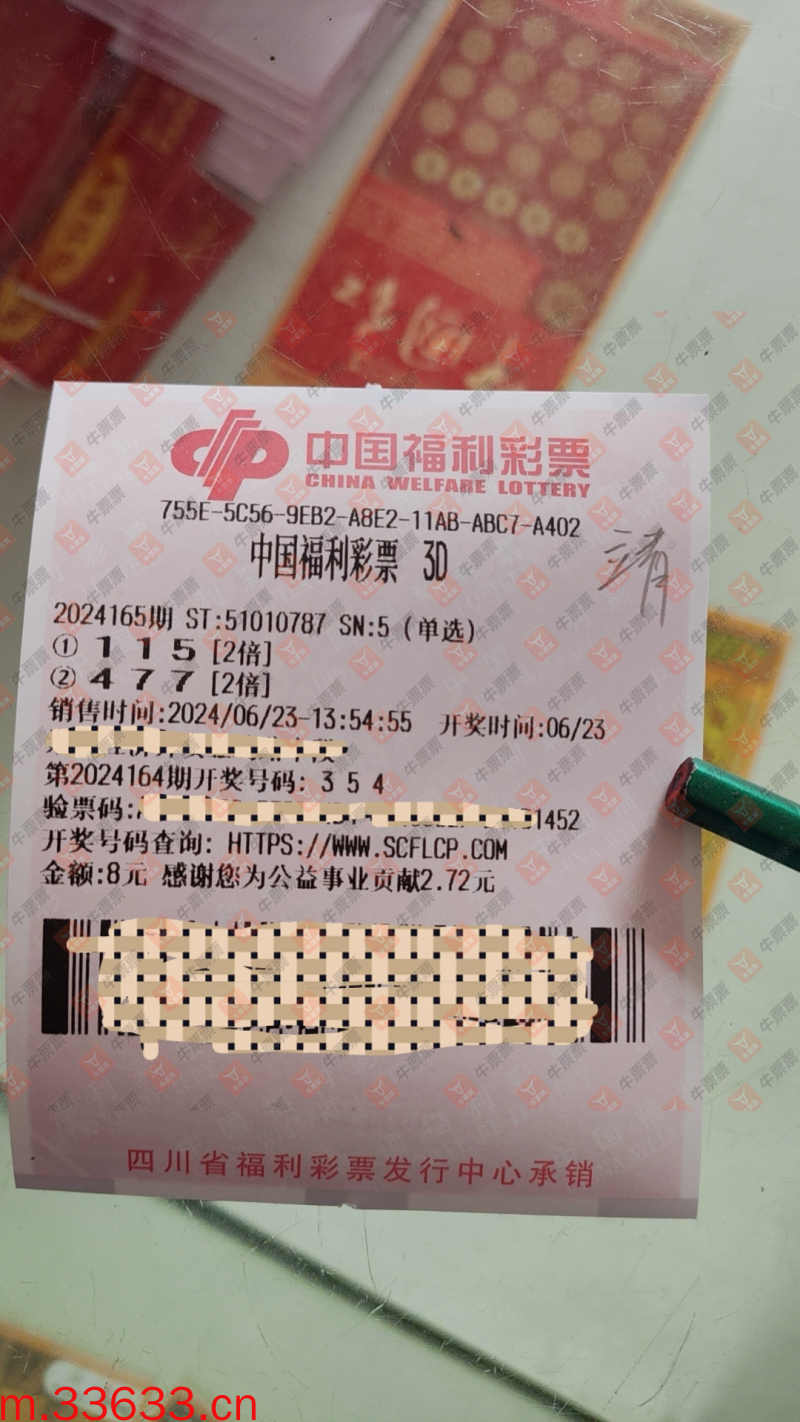 中国福利彩票
CHINA WELFARE LOTTERY
755E-5C56-9EB2-A8E2-11AB-ABC7-A402
中国福利彩票 3D
2024165期 ST:51010787 SN:5 (单选)
① 1 1 5 [2倍]
② 4 7 7 [2倍]
销售时间:2024/06/23-13:54:55 开奖时间:06/23
第2024164期开奖号码: 3 5 4
验票码: 1452
开奖号码查询: HTTPS://WWW.SCFLCP.COM
金额:8元 感谢您为公益事业贡献2.72元
四川省福利彩票发行中心承销
牛票票
m.33633.cn